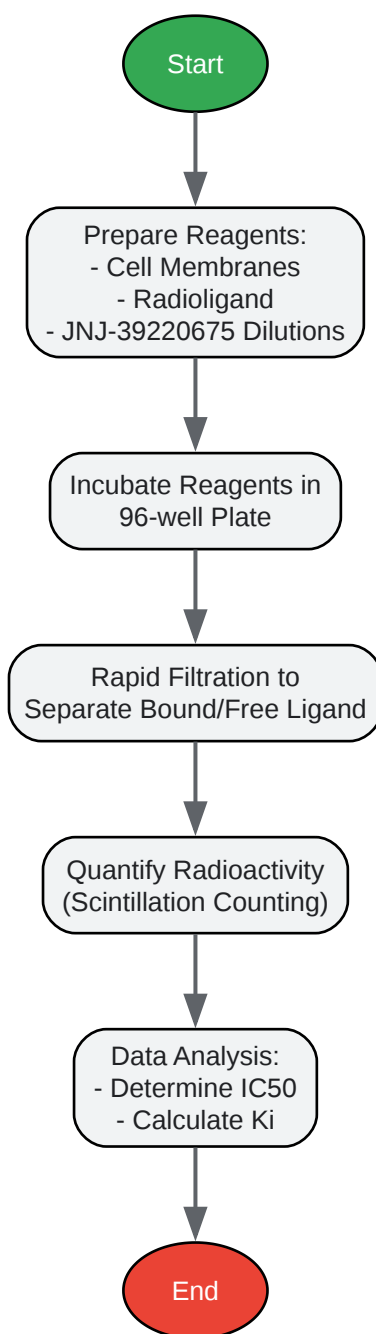 Start
Prepare Reagents:
- Cell Membranes
- Radioligand
- JNJ-39220675 Dilutions
Incubate Reagents in
96-well Plate
Rapid Filtration to
Separate Bound/Free Ligand
Quantify Radioactivity
(Scintillation Counting)
Data Analysis:
- Determine IC50
- Calculate Ki
End